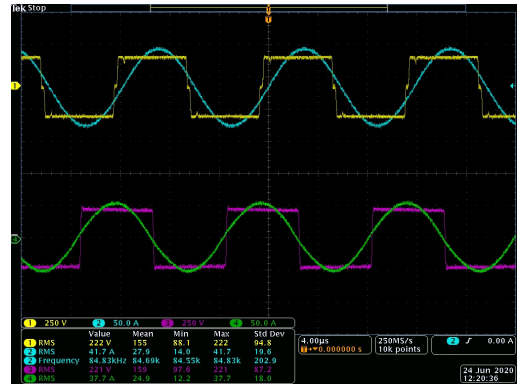 Tek Stop
T
1
4
1 250 V 2 50.0 A 3 250 V 4 50.0 A
Value Mean Min Max Std Dev
1 RMS 222 V 155 88.1 222 94.8
2 RMS 41.7 A 27.9 14.0 41.7 19.6
2 Frequency 84.83kHz 84.69k 84.55k 84.83k 202.9
3 RMS 221 V 159 97.6 221 87.2
4 RMS 37.7 A 24.9 12.2 37.7 18.0
4.00µs
T→▼0.000000 s
250MS/s
10k points
2 0.00 A
24 Jun 2020
12:20:36